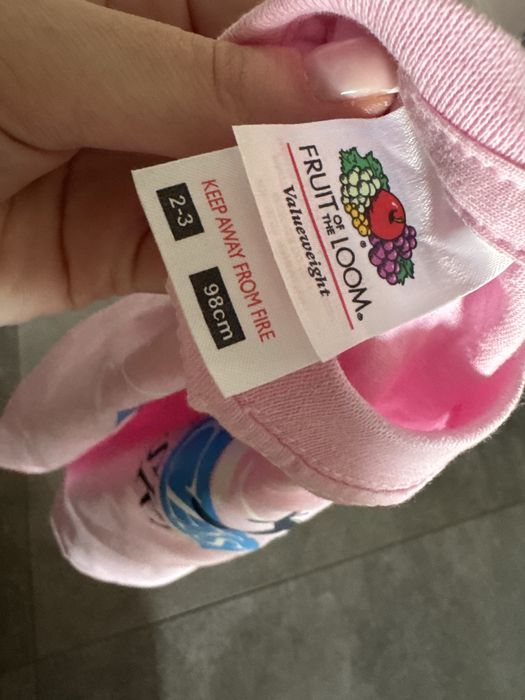 FRUIT
OF
THE
LOOM®
Valueweight
KEEP AWAY FROM FIRE
2-3
98cm